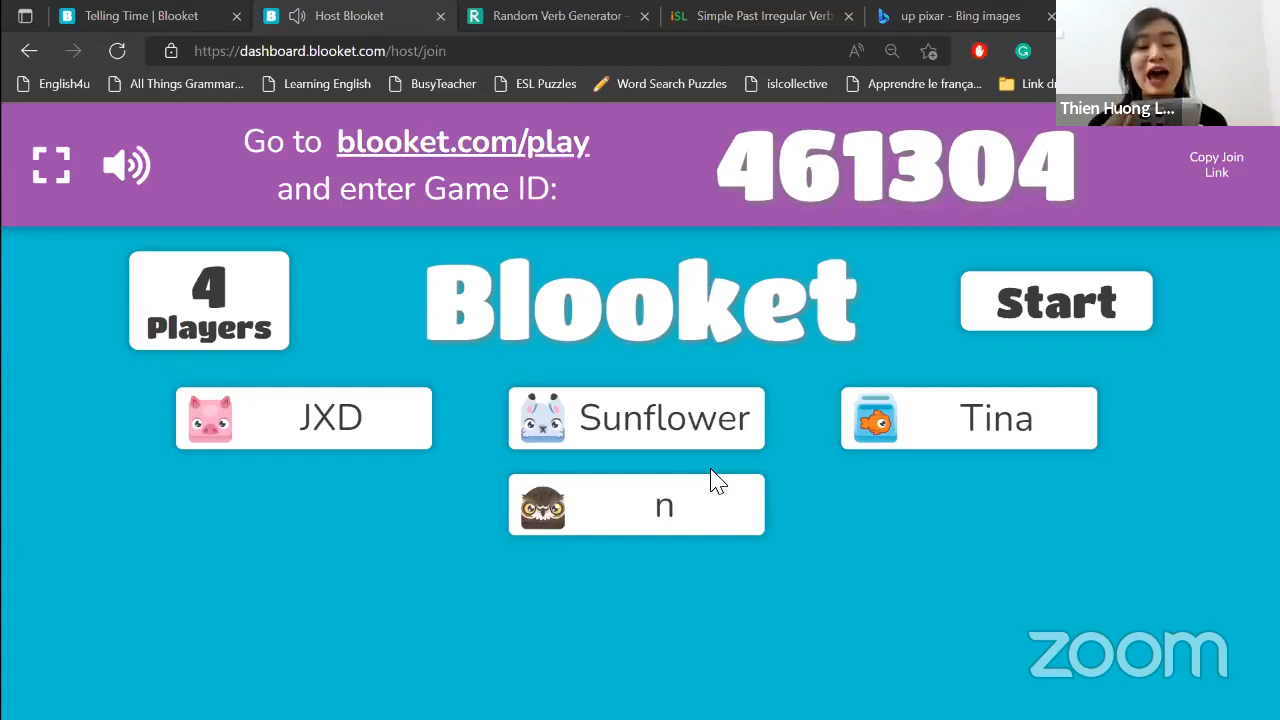 Telling Time | Blooket
Host Blooket
Random Verb Generator -
iSL Simple Past Irregular Verb
up pixar - Bing images
https://dashboard.blooket.com/host/join
English4u
All Things Grammar...
Learning English
BusyTeacher
ESL Puzzles
Word Search Puzzles
islcollective
Apprendre le frança...
Link d
Thien Huong L...
Go to blooket.com/play
and enter Game ID:
461304
Copy Join
Link
4
Players
Blooket
Start
JXD
Sunflower
Tina
n
zoom